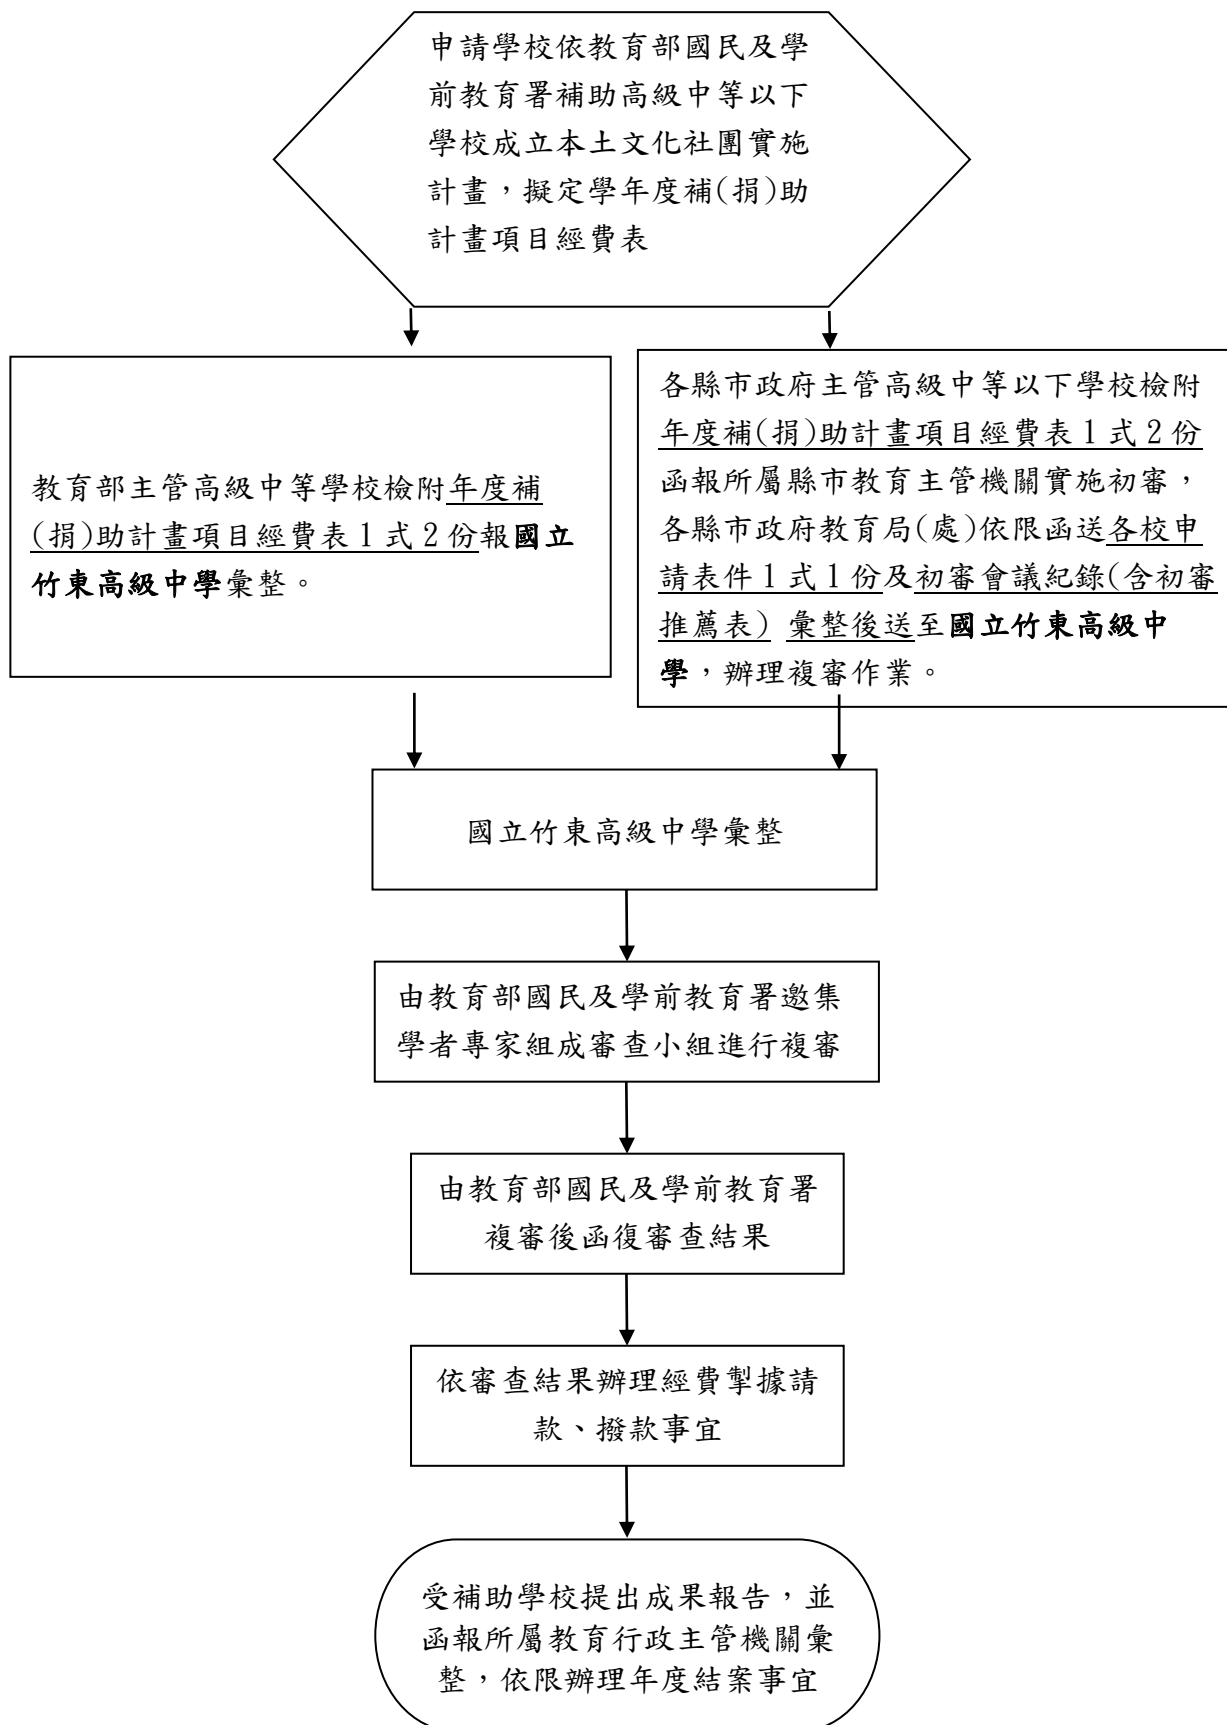 申請學校依教育部國民及學
前教育署補助高級中等以下
學校成立本土文化社團實施
計畫，擬定學年度補(捐)助
計畫項目經費表
教育部主管高級中等學校檢附年度補
(捐)助計畫項目經費表1式2份報國立
竹東高級中學彙整。
各縣市政府主管高級中等以下學校檢附
年度補(捐)助計畫項目經費表1式2份
函報所屬縣市教育主管機關實施初審，
各縣市政府教育局(處)依限函送各校申
請表件1式1份及初審會議紀錄(含初審
推薦表) 彙整後送至國立竹東高級中
學，辦理複審作業。
國立竹東高級中學彙整
由教育部國民及學前教育署邀集
學者專家組成審查小組進行複審
由教育部國民及學前教育署
複審後函復審查結果
依審查結果辦理經費掣據請
款、撥款事宜
受補助學校提出成果報告，並
函報所屬教育行政主管機關彙
整，依限辦理年度結案事宜